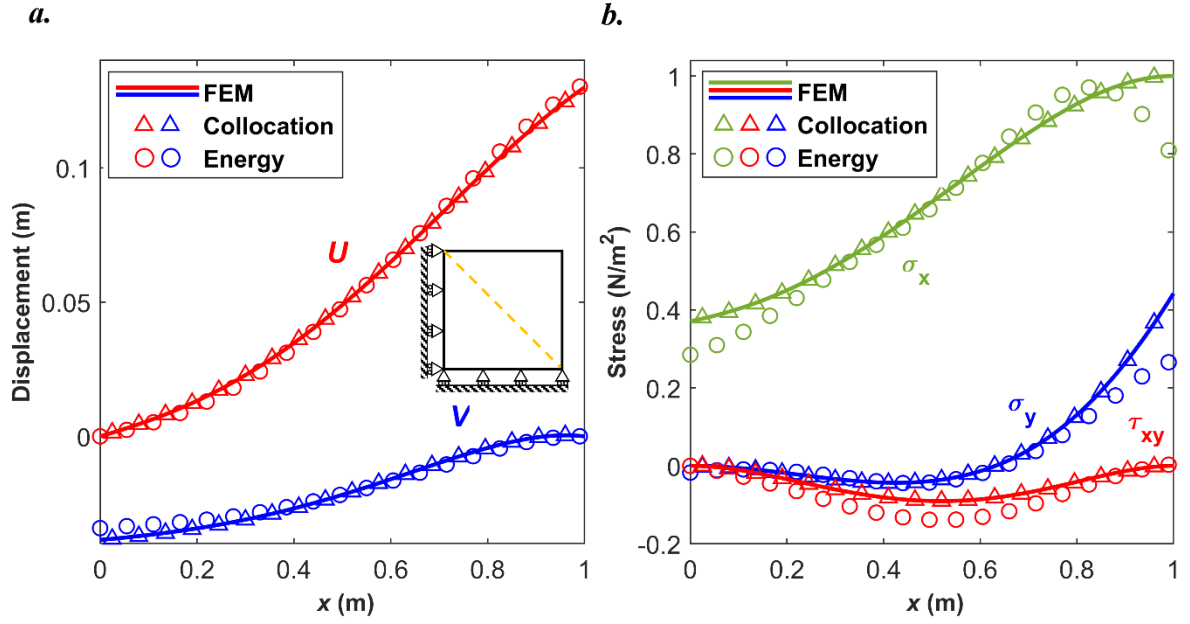 a.
FEM
Collocation
Energy
U
V
Displacement (m)
0.1
0.05
0
0
0.2
0.4
0.6
0.8
1
x (m)
b.
FEM
Collocation
Energy
σx
σy
τxy
Stress (N/m²)
1
0.8
0.6
0.4
0.2
0
-0.2
0
0.2
0.4
0.6
0.8
1
x (m)